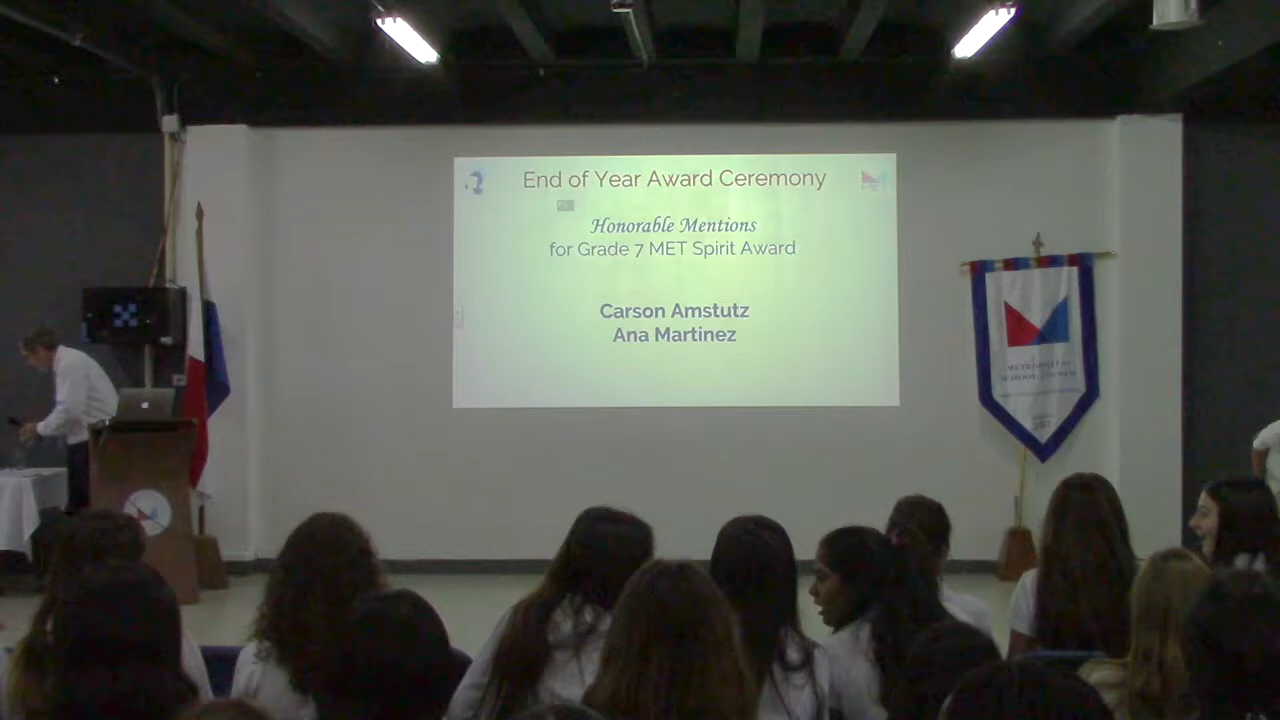 End of Year Award Ceremony
Honorable Mentions
for Grade 7 MET Spirit Award
Carson Amstutz
Ana Martinez